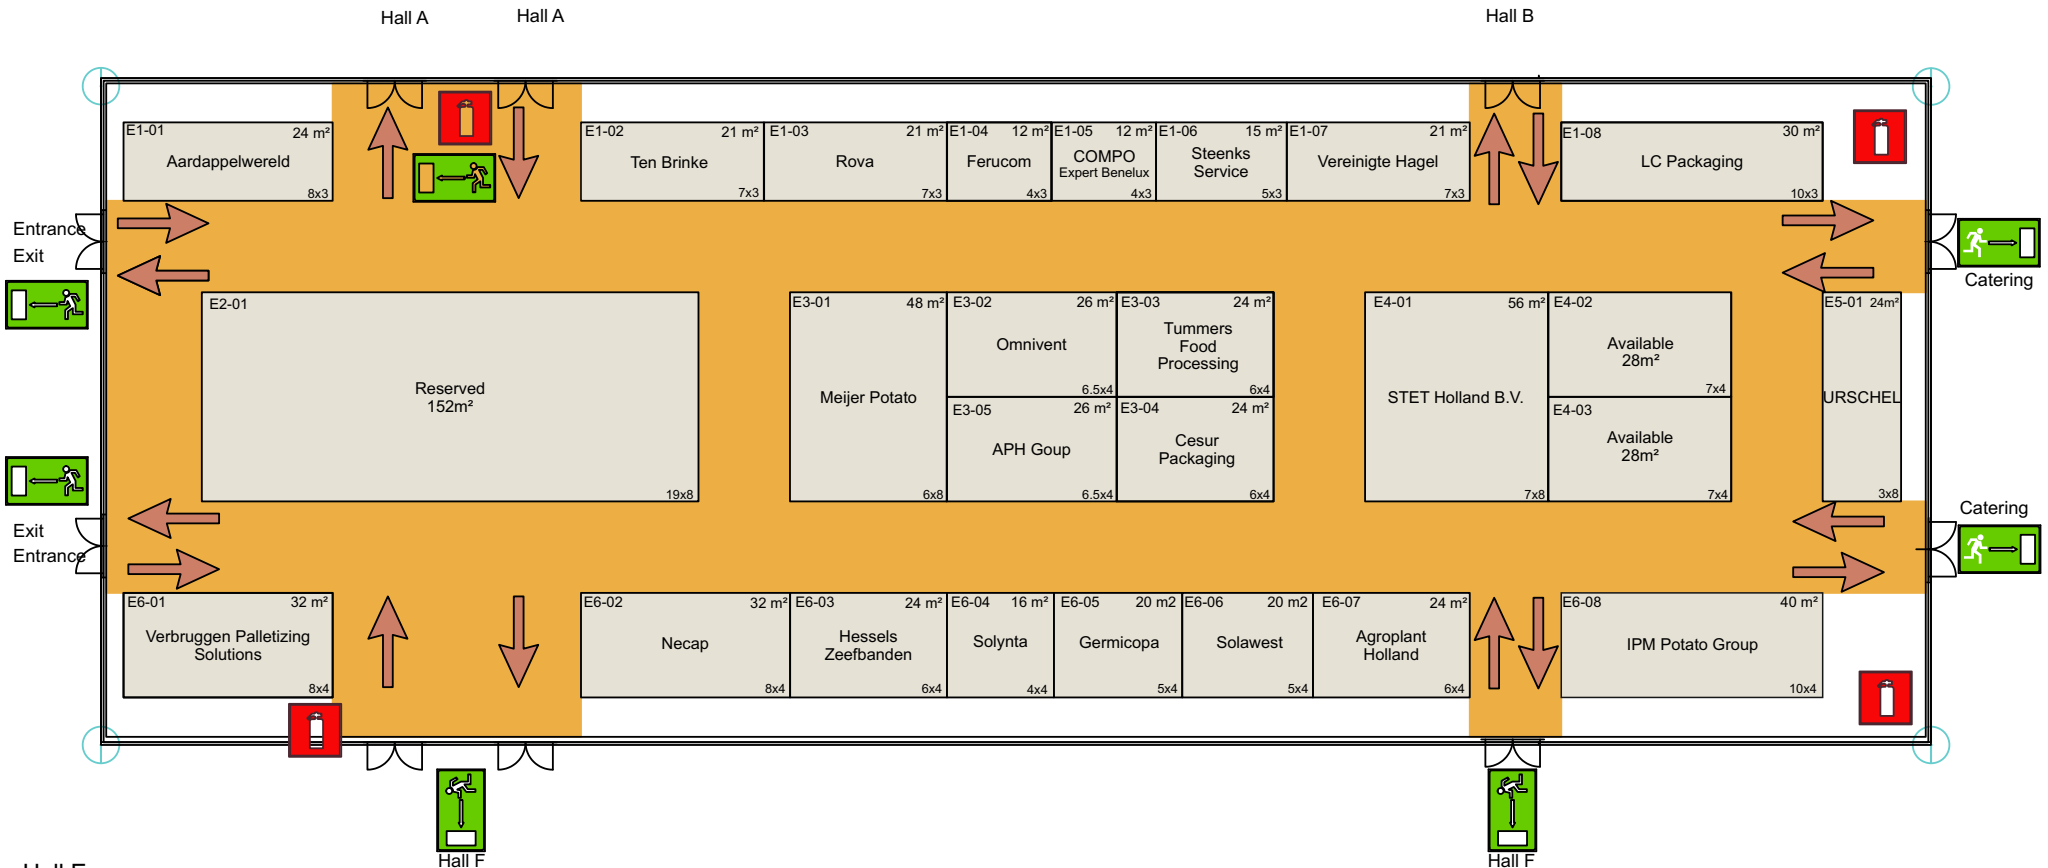 Hall A
Hall A
Hall B
E1-01 24 m²
Aardappelwereld
8x3
E1-02 21 m²
Ten Brinke
7x3
E1-03 21 m²
Rova
7x3
E1-04 12 m²
Ferucom
4x3
E1-05 12 m²
COMPO
Expert Benelux
4x3
E1-06 15 m²
Steenks
Service
5x3
E1-07 21 m²
Vereinigte Hagel
7x3
E1-08 30 m²
LC Packaging
10x3
Entrance
Exit
Catering
E2-01
Reserved
152m²
19x8
E3-01 48 m²
Meijer Potato
6x8
E3-02 26 m²
Omnivent
6.5x4
E3-03 24 m²
Tummers
Food
Processing
6x4
E3-05 26 m²
APH Goup
6.5x4
E3-04 24 m²
Cesur
Packaging
6x4
E4-01 56 m²
STET Holland B.V.
7x8
E4-02
Available
28m²
7x4
E4-03
Available
28m²
7x4
E5-01 24m²
URSCHEL
3x8
Exit
Entrance
Catering
E6-01 32 m²
Verbruggen Palletizing
Solutions
8x4
E6-02 32 m²
Necap
8x4
E6-03 24 m²
Hessels
Zeefbanden
6x4
E6-04 16 m²
Solynta
4x4
E6-05 20 m2
Germicopa
5x4
E6-06 20 m2
Solawest
5x4
E6-07 24 m²
Agroplant
Holland
6x4
E6-08 40 m²
IPM Potato Group
10x4
Hall F
Hall F